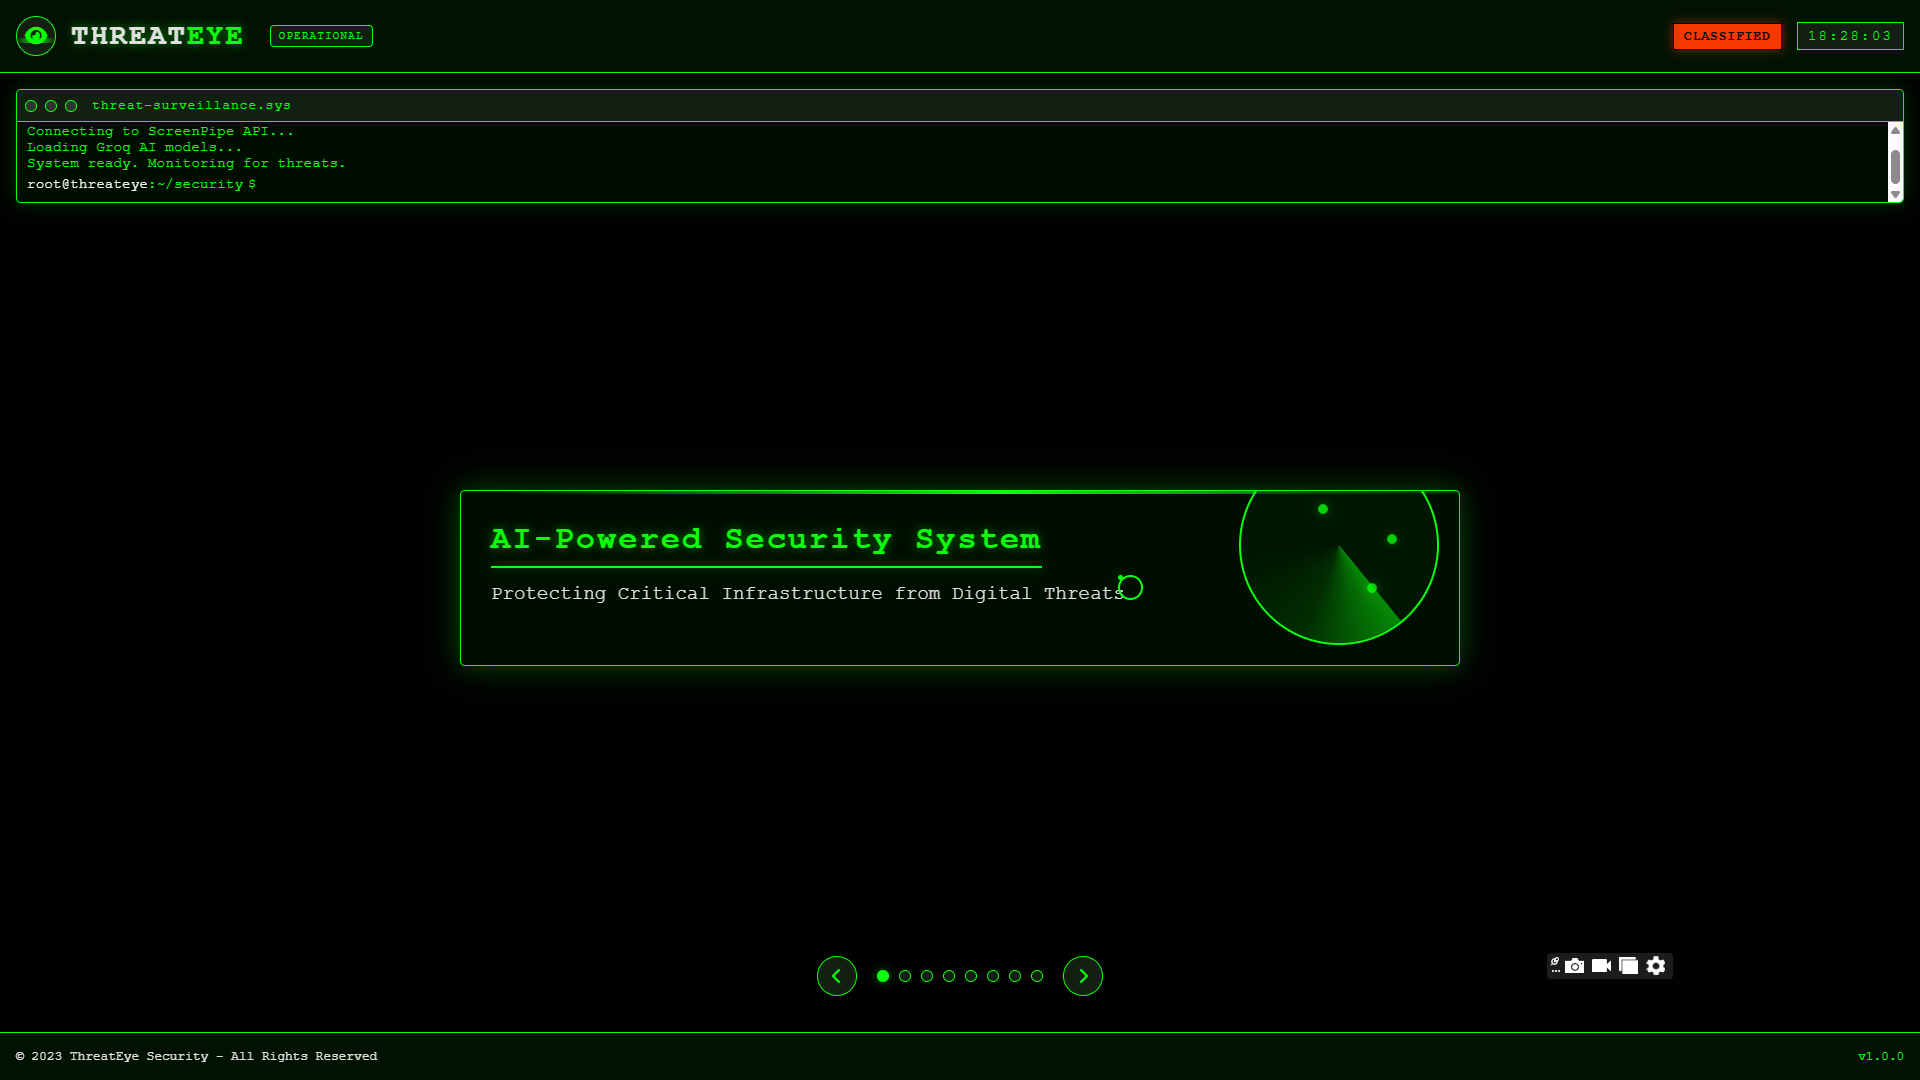 THREATEYE
OPERATIONAL
CLASSIFIED
18:28:03
threat-surveillance.sys
Connecting to ScreenPipe API...
Loading Groq AI models...
System ready. Monitoring for threats.
root@threateye:~/security $
AI-Powered Security System
Protecting Critical Infrastructure from Digital Threats
© 2023 ThreatEye Security - All Rights Reserved
v1.0.0